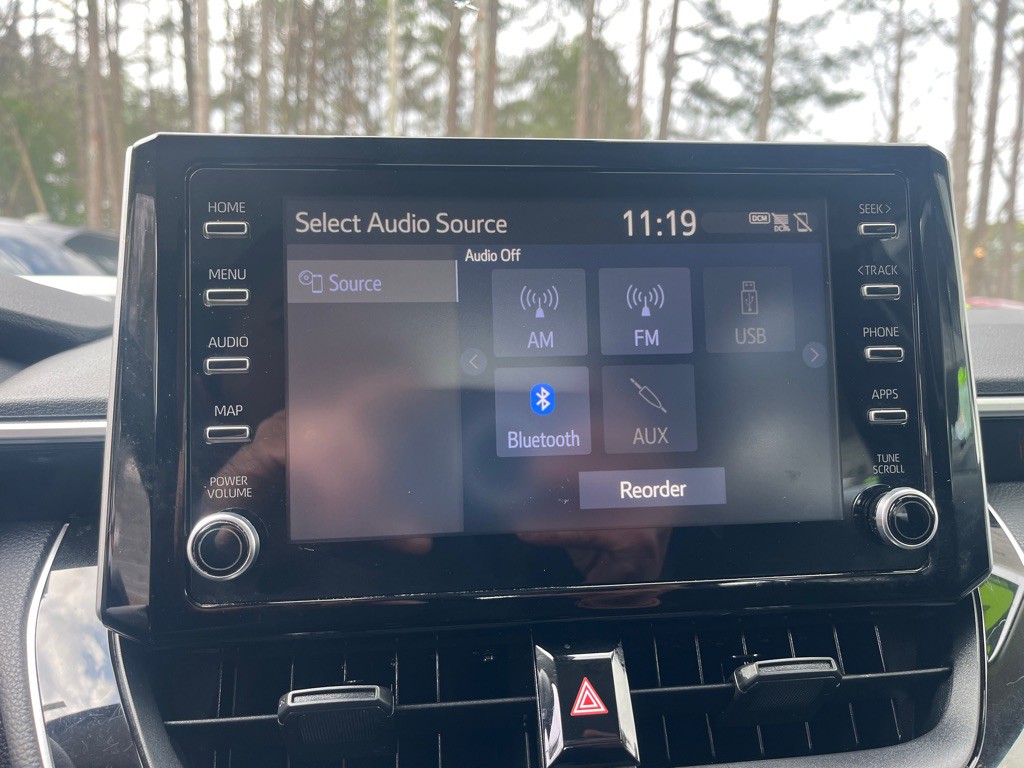 HOME
MENU
AUDIO
MAP
POWER
VOLUME
Select Audio Source
11:19
DCM
Source
Audio Off
AM
FM
USB
Bluetooth
AUX
Reorder
SEEK >
< TRACK
PHONE
APPS
TUNE
SCROLL